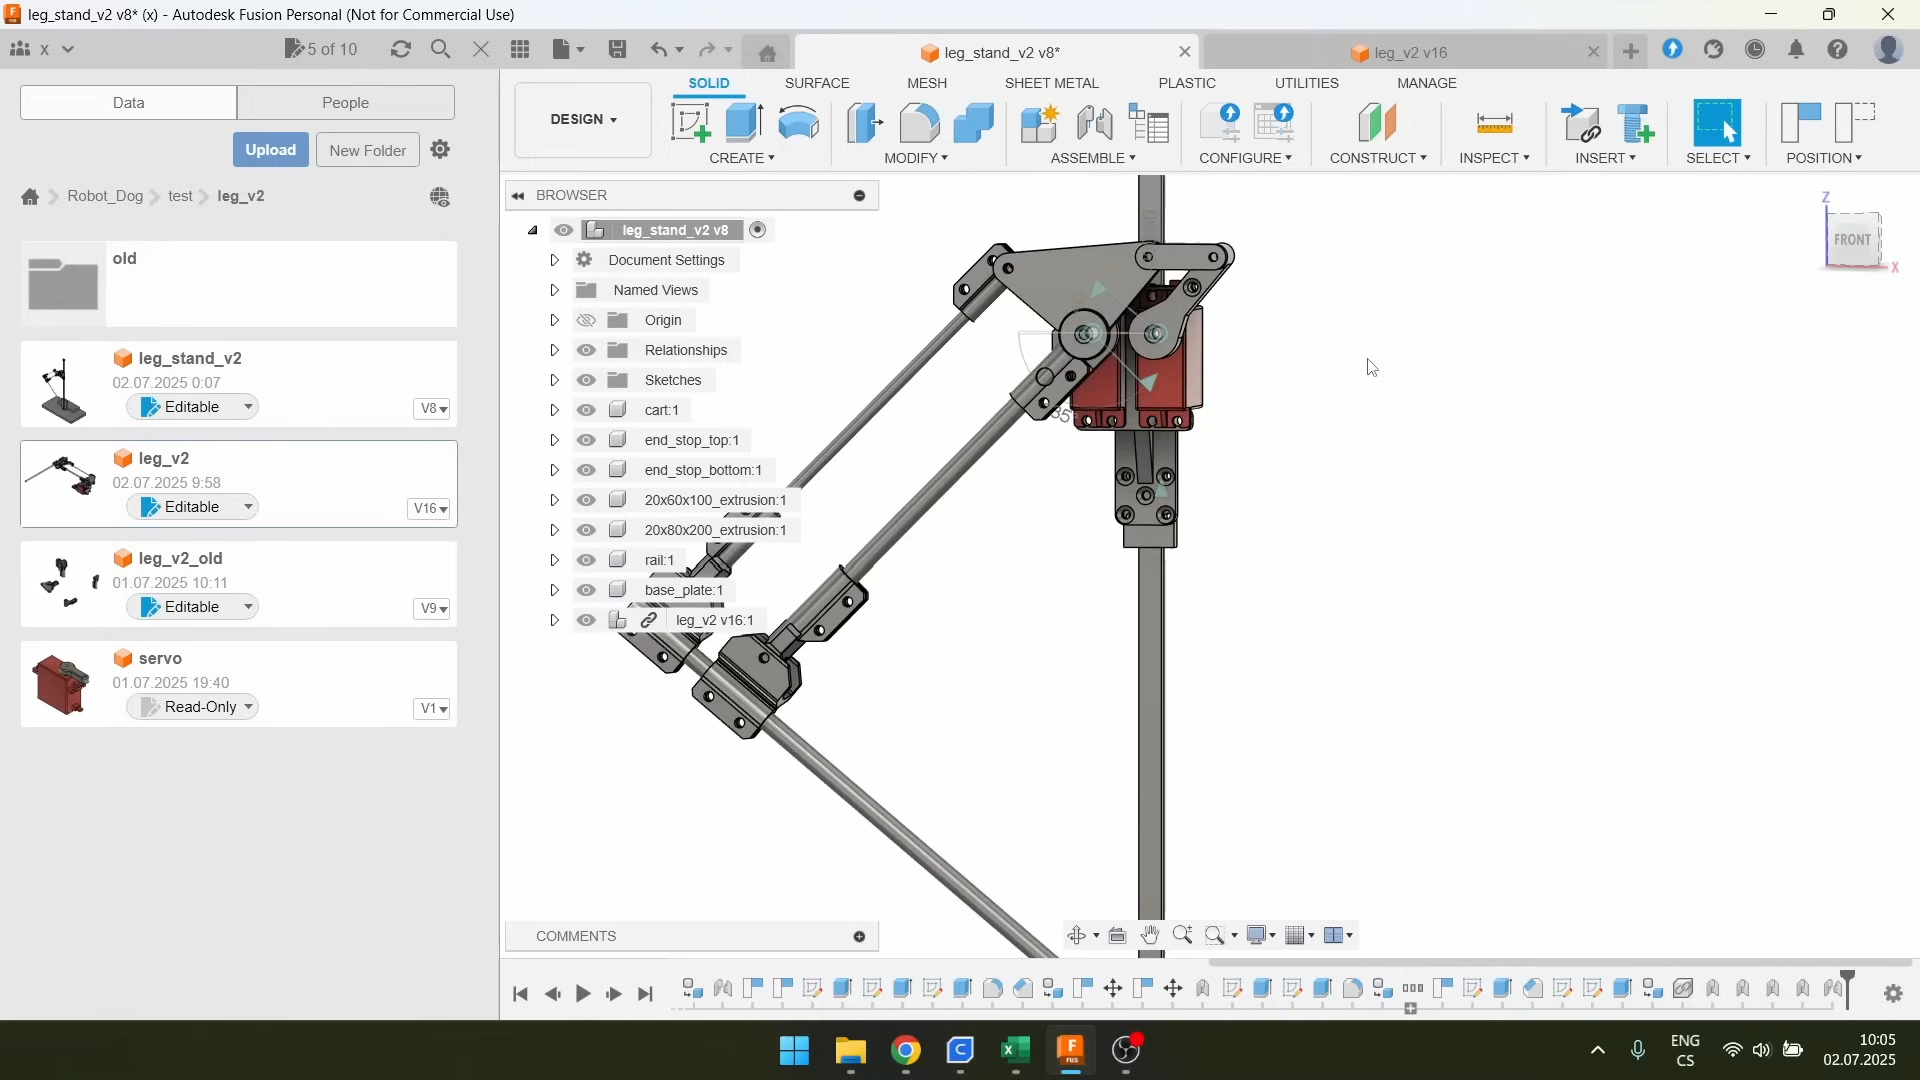 leg_stand_v2 v8* (x) - Autodesk Fusion Personal (Not for Commercial Use)
x
5 of 10
leg_stand_v2 v8*
leg_v2 v16
Data
People
Upload
New Folder
Robot_Dog
test
leg_v2
old
leg_stand_v2
02.07.2025 0:07
Editable
V8
leg_v2
02.07.2025 9:58
Editable
V16
leg_v2_old
01.07.2025 10:11
Editable
V9
servo
01.07.2025 19:40
Read-Only
V1
DESIGN
SOLID
SURFACE
MESH
SHEET METAL
PLASTIC
UTILITIES
MANAGE
CREATE
MODIFY
ASSEMBLE
CONFIGURE
CONSTRUCT
INSPECT
INSERT
SELECT
POSITION
BROWSER
leg_stand_v2 v8
Document Settings
Named Views
Origin
Relationships
Sketches
cart:1
end_stop_top:1
end_stop_bottom:1
20x60x100_extrusion:1
20x80x200_extrusion:1
rail:1
base_plate:1
leg_v2 v16:1
Z
FRONT
X
COMMENTS
F
FUS
ENG
CS
10:05
02.07.2025